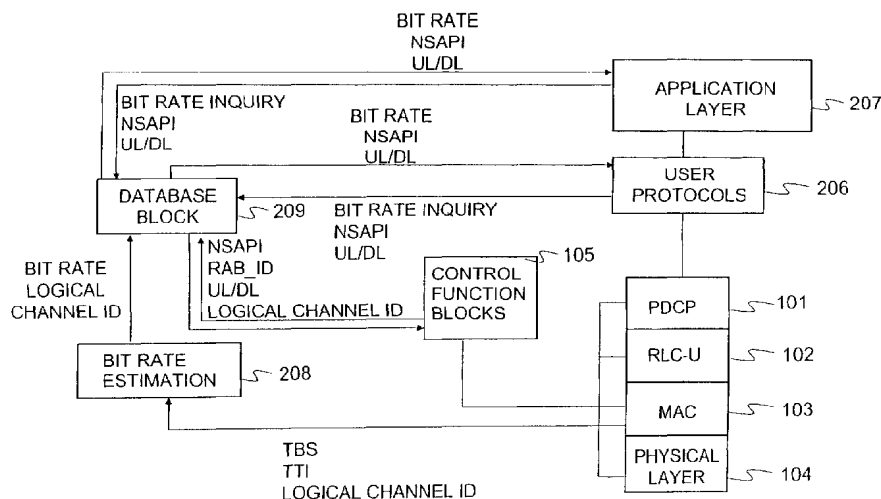 BIT RATE
NSAPI
UL/DL
BIT RATE INQUIRY
NSAPI
UL/DL
BIT RATE
NSAPI
UL/DL
APPLICATION
LAYER
207
USER
PROTOCOLS
206
DATABASE
BLOCK
209
BIT RATE INQUIRY
NSAPI
UL/DL
NSAPI
RAB_ID
UL/DL
LOGICAL CHANNEL ID
105
CONTROL
FUNCTION
BLOCKS
BIT RATE
LOGICAL
CHANNEL ID
BIT RATE
ESTIMATION
208
PDCP
101
RLC-U
102
MAC
103
PHYSICAL
LAYER
104
TBS
TTI
LOGICAL CHANNEL ID